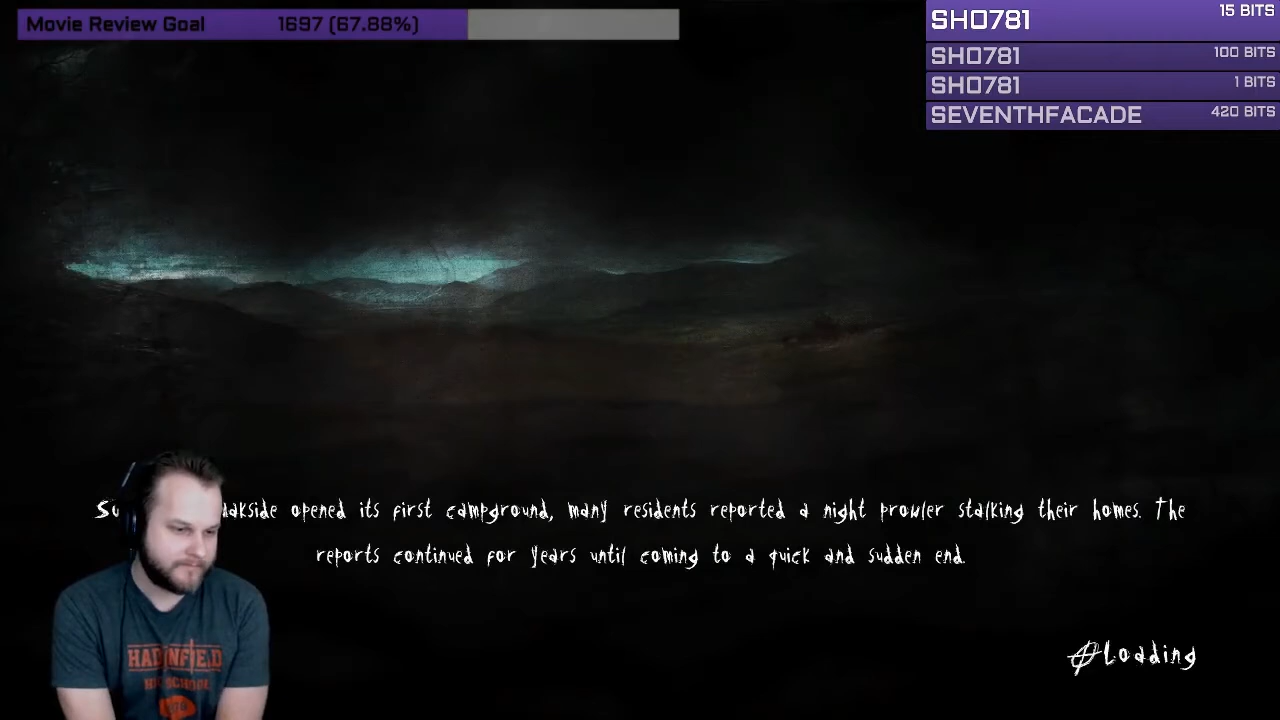 Movie Review Goal 1697 (67.88%)
SHO781 15 BITS
SHO781 100 BITS
SHO781 1 BITS
SEVENTHFACADE 420 BITS
opened its first campground, many residents reported a night prowler stalking their homes. The
reports continued for years until coming to a quick and sudden end.
Loading
HADDONFIELD
HIGH SCHOOL